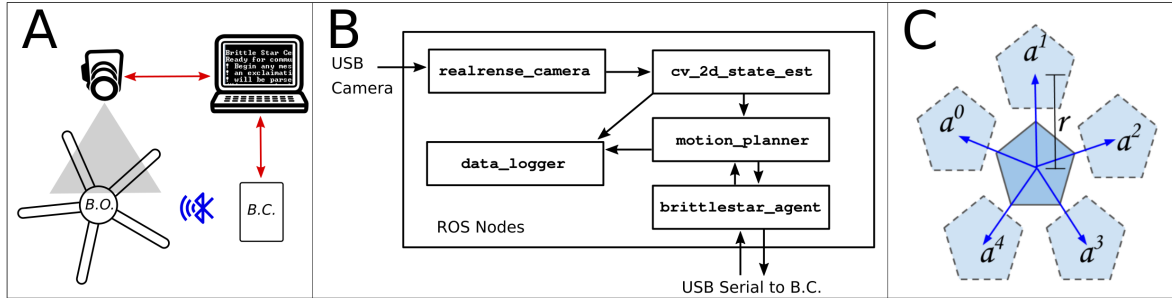 A
Brittle Star Ce
Ready for commu
! Begin any mes
! an exclamati
! will be parse
B.O.
B.C.
B
USB
Camera
realrense_camera
cv_2d_state_est
motion_planner
data_logger
brittlestar_agent
ROS Nodes
USB Serial to B.C.
C
a¹
a⁰
r
a²
a⁴
a³